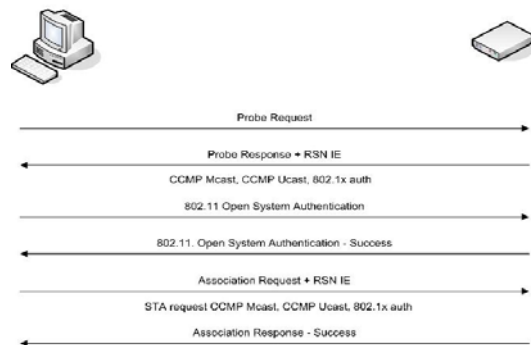 Probe Request
Probe Response + RSN IE
CCMP Mcast, CCMP Ucast, 802.1x auth
802.11 Open System Authentication
802.11. Open System Authentication - Success
Association Request + RSN IE
STA request CCMP Mcast, CCMP Ucast, 802.1x auth
Association Response - Success